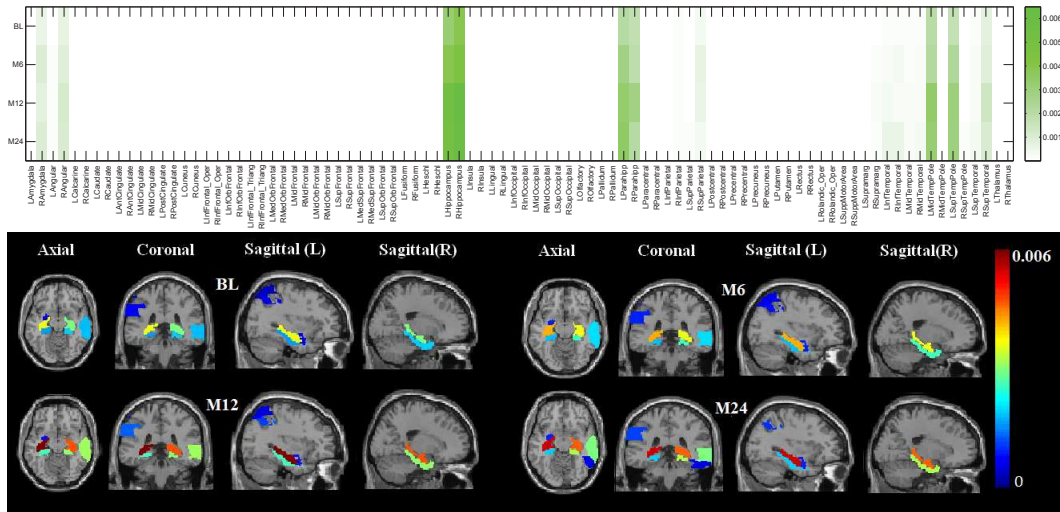 BL
M6
M12
M24
0.006
0.005
0.004
0.003
0.002
0.001
LAmygdala
RAmygdala
LAngular
RAngular
LCalcarine
RCalcarine
LCaudate
RCaudate
LAntCingulate
RAntCingulate
LMidCingulate
RMidCingulate
LPostCingulate
RPostCingulate
LCuneus
RCuneus
LInfFrontal_Oper
RInfFrontal_Oper
LInfOrbFrontal
RInfOrbFrontal
LInfFrontal_Triang
RInfFrontal_Triang
LMedOrbFrontal
RMedOrbFrontal
LMidFrontal
RMidFrontal
LMidOrbFrontal
RMidOrbFrontal
LSupFrontal
RSupFrontal
LMedSupFrontal
RMedSupFrontal
LSupOrbFrontal
RSupOrbFrontal
LFusiform
RFusiform
LHeschl
RHeschl
LHippocampus
RHippocampus
LInsula
RInsula
LLingual
RLingual
LInfOccipital
RInfOccipital
LMidOccipital
RMidOccipital
LSupOccipital
RSupOccipital
LOlfactory
ROlfactory
LPallidum
RPallidum
LParahipp
RParahipp
LParacentral
RParacentral
LInfParietal
RInfParietal
LSupParietal
RSupParietal
LPostcentral
RPostcentral
LPrecentral
RPrecentral
LPrecuneus
RPrecuneus
LPutamen
RPutamen
LRectus
RRectus
LRolandic_Oper
RRolandic_Oper
LSuppMotorArea
RSuppMotorArea
LSupramarg
RSupramarg
LInfTemporal
RInfTemporal
LMidTemporal
RMidTemporal
LMidTempPole
RMidTempPole
LSupTempPole
RSupTempPole
LSupTemporal
RSupTemporal
LThalamus
RThalamus
Axial Coronal Sagittal (L) Sagittal(R) Axial Coronal Sagittal (L) Sagittal(R)
0.006
BL
M6
M12
M24
0